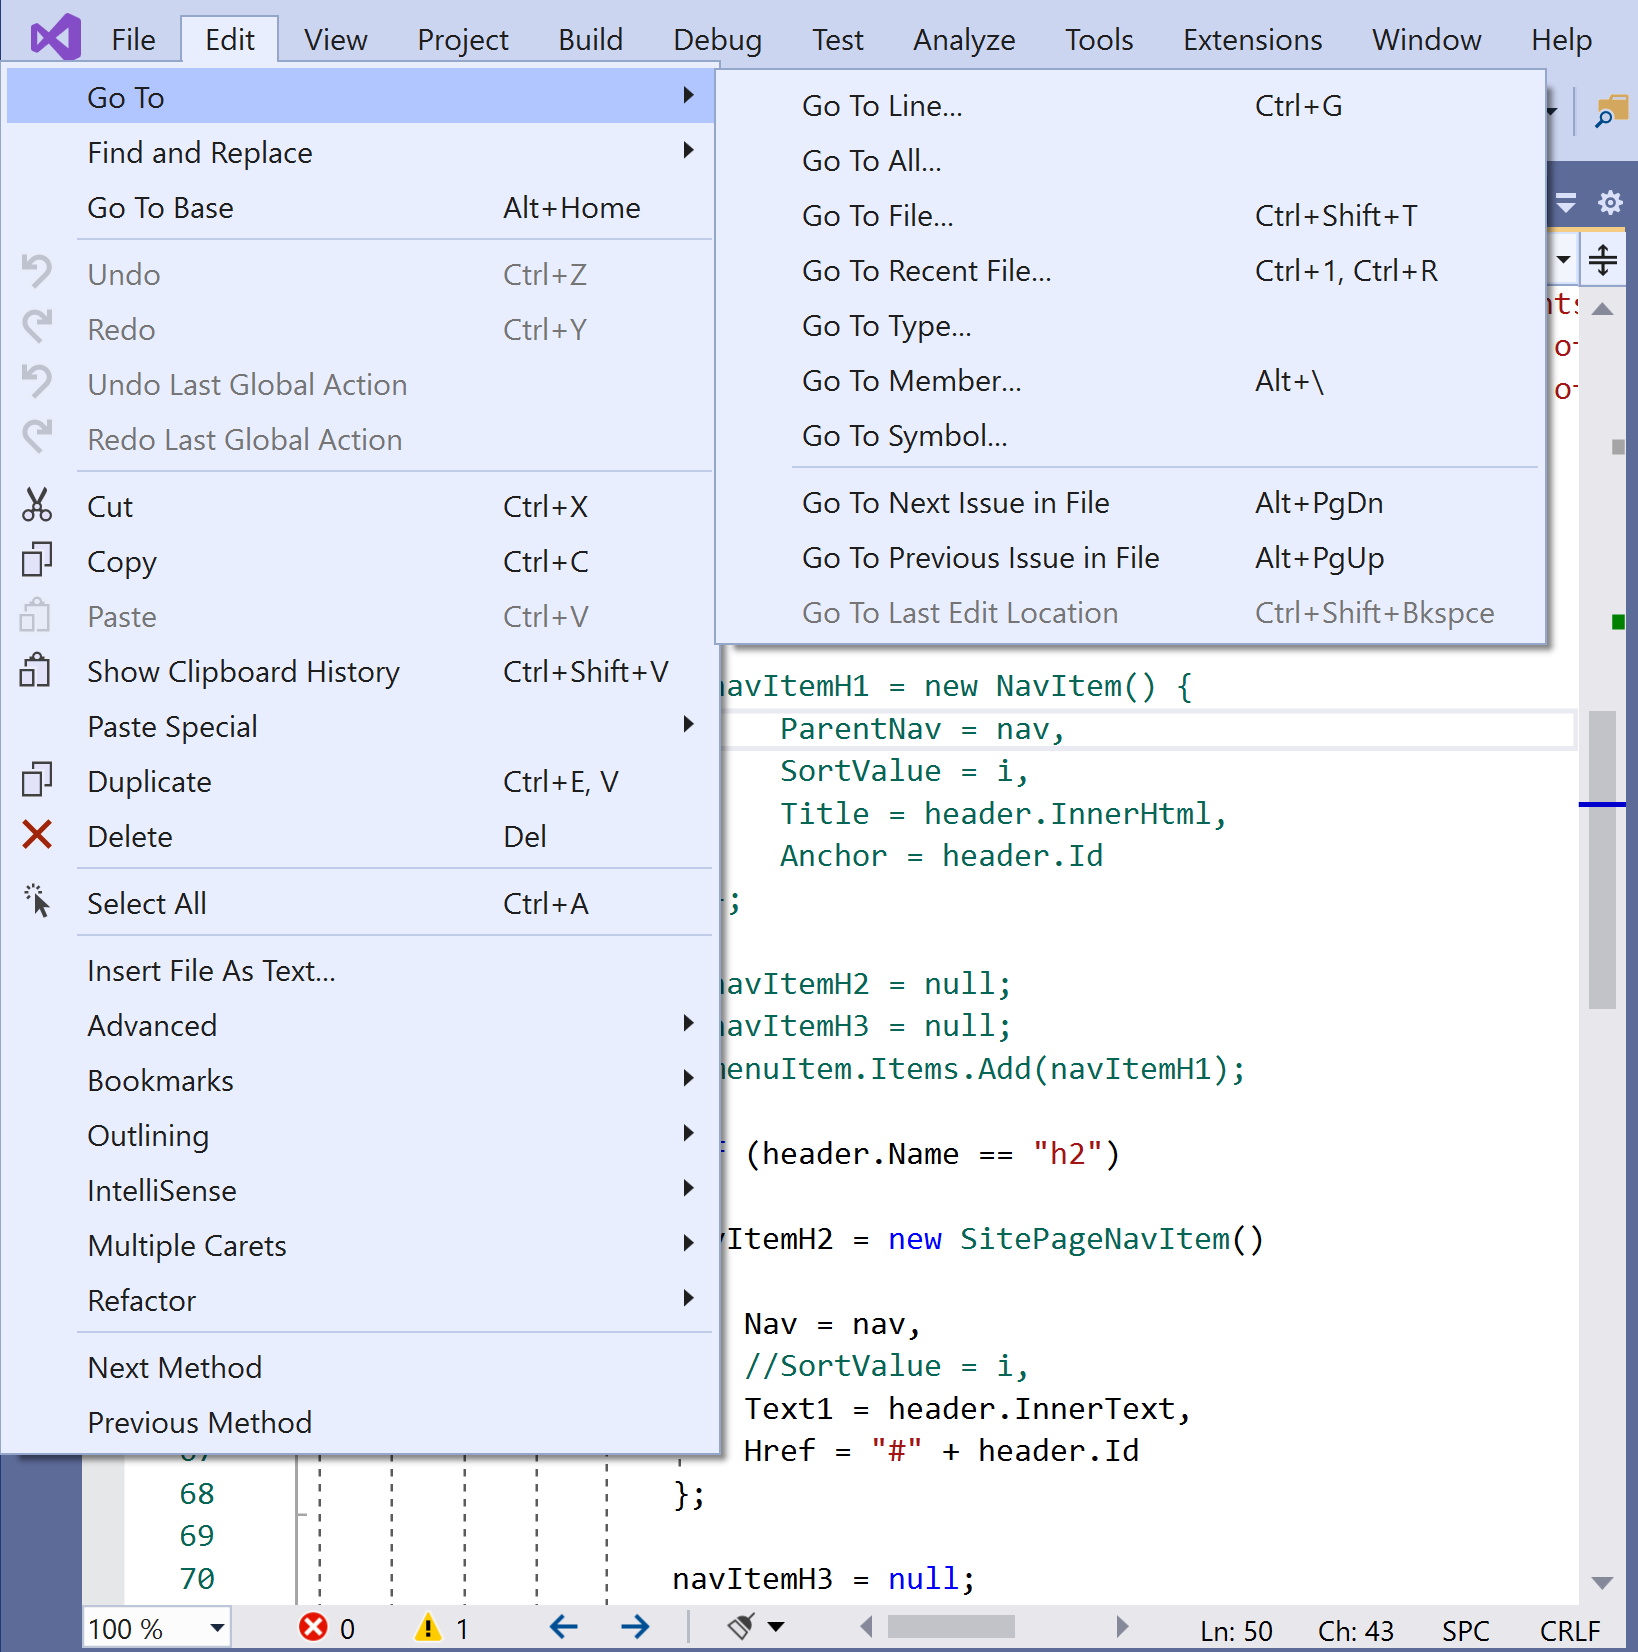 File Edit View Project Build Debug Test Analyze Tools Extensions Window Help
Go To
Find and Replace
Go To Base Alt+Home
Undo Ctrl+Z
Redo Ctrl+Y
Undo Last Global Action
Redo Last Global Action
Cut Ctrl+X
Copy Ctrl+C
Paste Ctrl+V
Show Clipboard History Ctrl+Shift+V
Paste Special
Duplicate Ctrl+E, V
Delete Del
Select All Ctrl+A
Insert File As Text...
Advanced
Bookmarks
Outlining
IntelliSense
Multiple Carets
Refactor
Next Method
Previous Method
Go To Line... Ctrl+G
Go To All...
Go To File... Ctrl+Shift+T
Go To Recent File... Ctrl+1, Ctrl+R
Go To Type...
Go To Member... Alt+\
Go To Symbol...
Go To Next Issue in File Alt+PgDn
Go To Previous Issue in File Alt+PgUp
Go To Last Edit Location Ctrl+Shift+Bkspce
avItemH1 = new NavItem() {
ParentNav = nav,
SortValue = i,
Title = header.InnerHtml,
Anchor = header.Id
;
avItemH2 = null;
avItemH3 = null;
enuItem.Items.Add(navItemH1);
(header.Name == "h2")
ItemH2 = new SitePageNavItem()
Nav = nav,
//SortValue = i,
Text1 = header.InnerText,
Href = "#" + header.Id
68 };
69
70 navItemH3 = null;
100 % 0 1 Ln: 50 Ch: 43 SPC CRLF